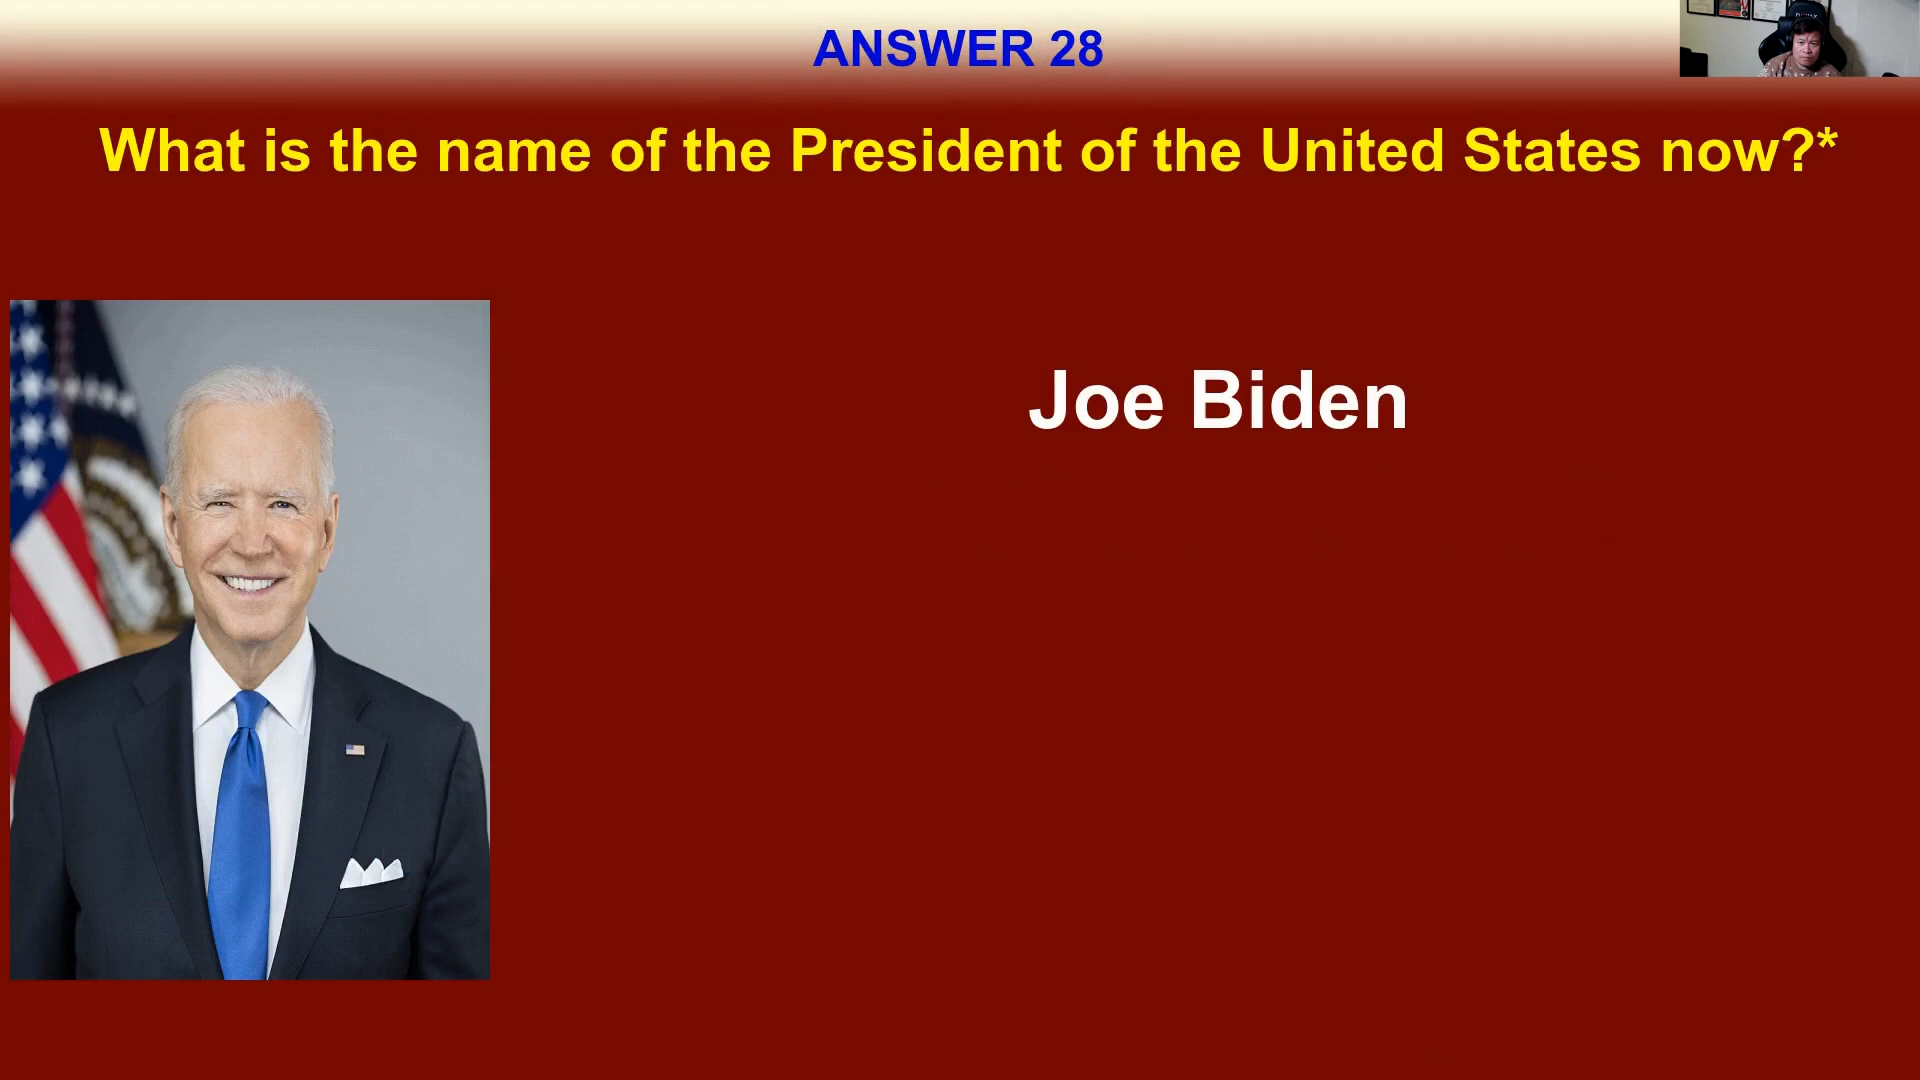 ANSWER 28
What is the name of the President of the United States now?*
Joe Biden